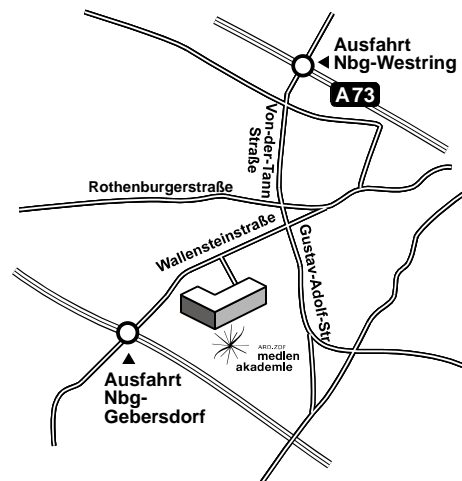 Ausfahrt
Nbg-Westring
A73
Von-der-Tann
Straße
Rothenburgerstraße
Wallensteinstraße
Gustav-Adolf-Str
ARD.ZDF
medien
akademie
Ausfahrt
Nbg-
Gebersdorf